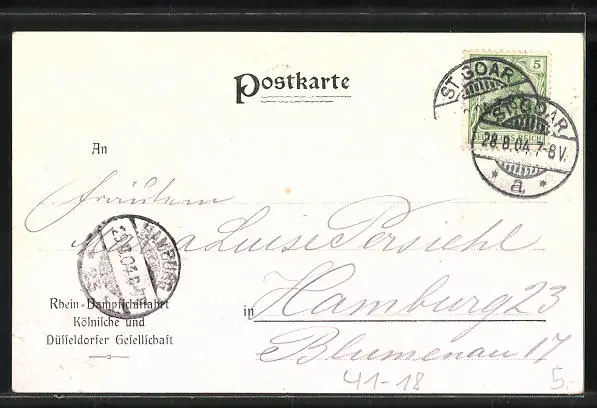 Postkarte
5
DEUTSCHES REICH
ST. GOAR
ST. GOAR
28.8.04.7-8V.
* a *
An
Fräulein
Luise Persiehl
HAMBURG
Rhein-Dampfschiffahrt
Kölnische und
Düsseldorfer Gesellschaft
in Hamburg 23
Blumenau 17
41-18
5.-